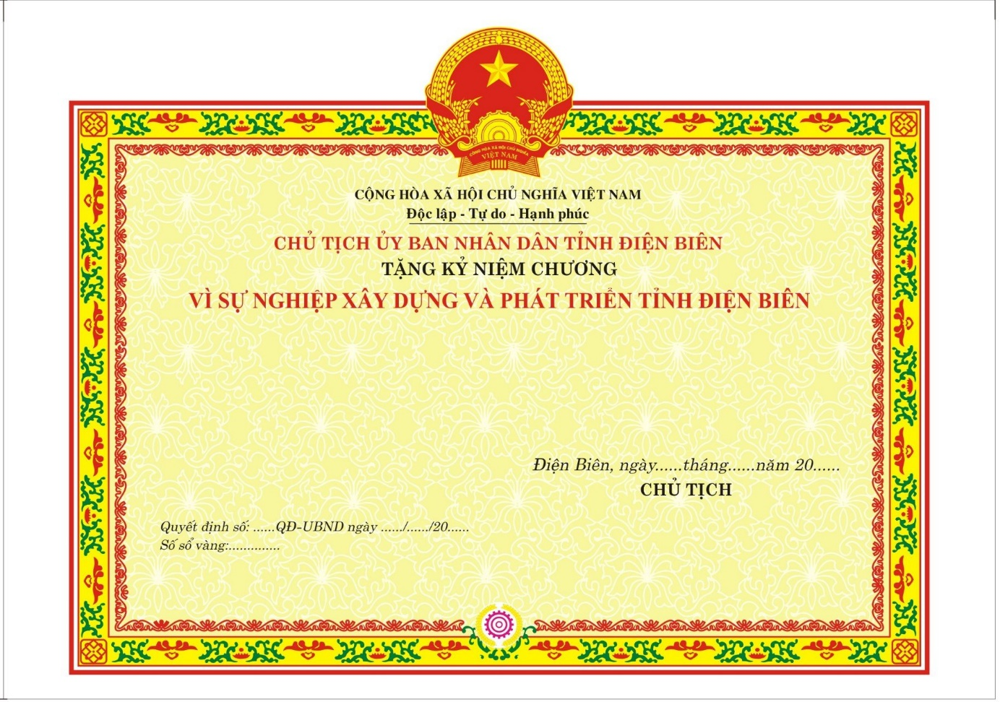 CỘNG HÒA XÃ HỘI CHỦ NGHĨA
VIỆT NAM
CỘNG HÒA XÃ HỘI CHỦ NGHĨA VIỆT NAM
Độc lập - Tự do - Hạnh phúc
CHỦ TỊCH ỦY BAN NHÂN DÂN TỈNH ĐIỆN BIÊN
TẶNG KỶ NIỆM CHƯƠNG
VÌ SỰ NGHIỆP XÂY DỰNG VÀ PHÁT TRIỂN TỈNH ĐIỆN BIÊN
Điện Biên, ngày......tháng......năm 20......
CHỦ TỊCH
Quyết định số: ......QĐ-UBND ngày ....../....../20......
Số sổ vàng:..............